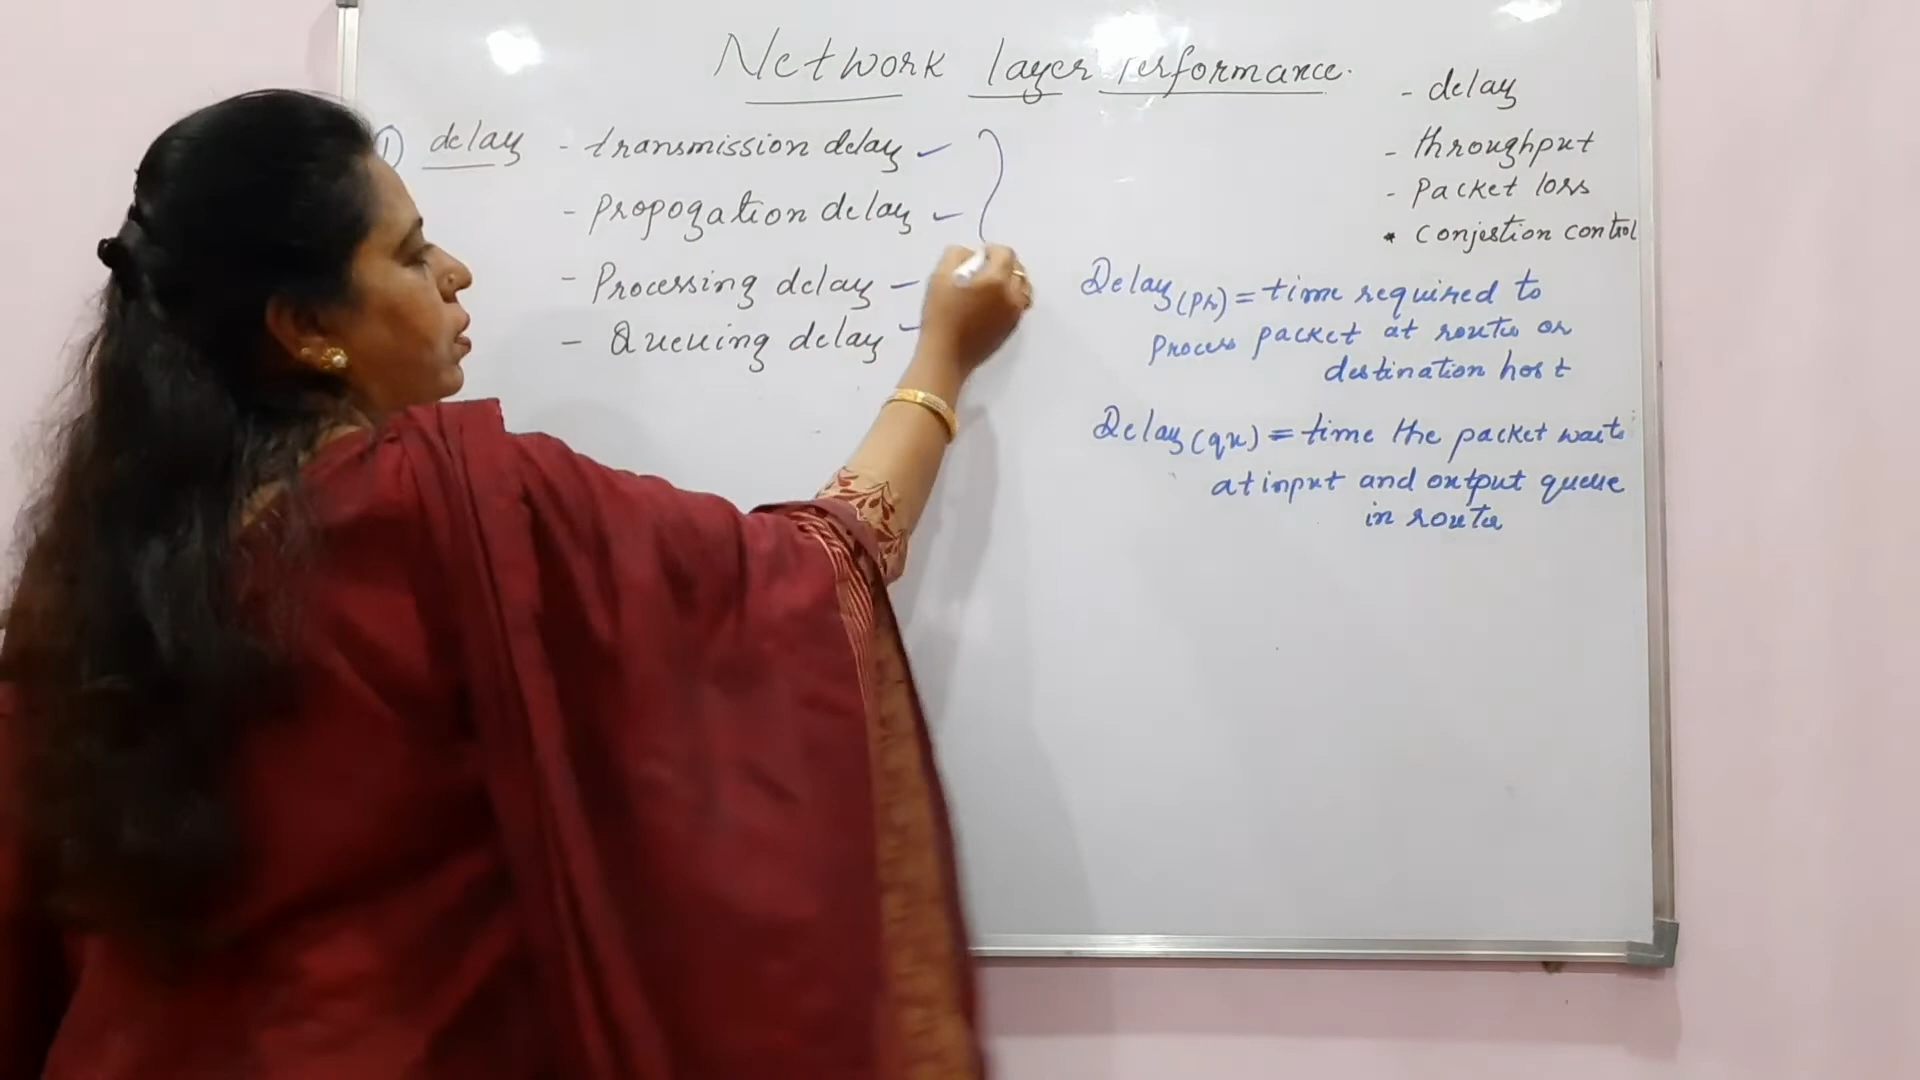 Network layer Performance.
- delay
- throughput
- Packet loss
* conjestion control
① delay - transmission delay ✓
- Propogation delay ✓
- Processing delay
- Queuing delay
Delay(Pr) = time required to
Process packet at router or
destination host
Delay(qu) = time the packet waits
at input and output queue
in router